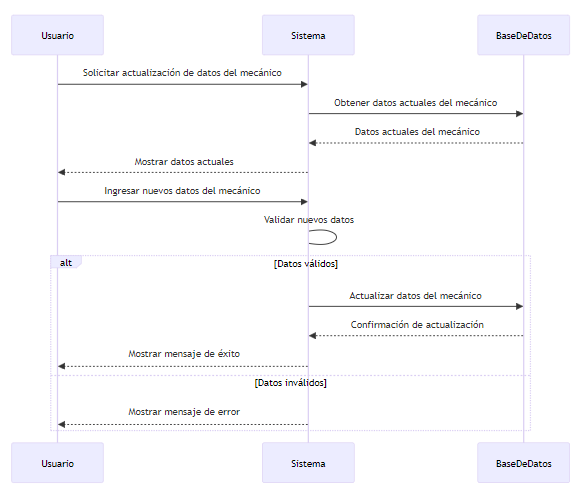 Usuario
Sistema
BaseDeDatos
Solicitar actualización de datos del mecánico
Obtener datos actuales del mecánico
Datos actuales del mecánico
Mostrar datos actuales
Ingresar nuevos datos del mecánico
Validar nuevos datos
alt
[Datos válidos]
Actualizar datos del mecánico
Confirmación de actualización
Mostrar mensaje de éxito
[Datos inválidos]
Mostrar mensaje de error
Usuario
Sistema
BaseDeDatos